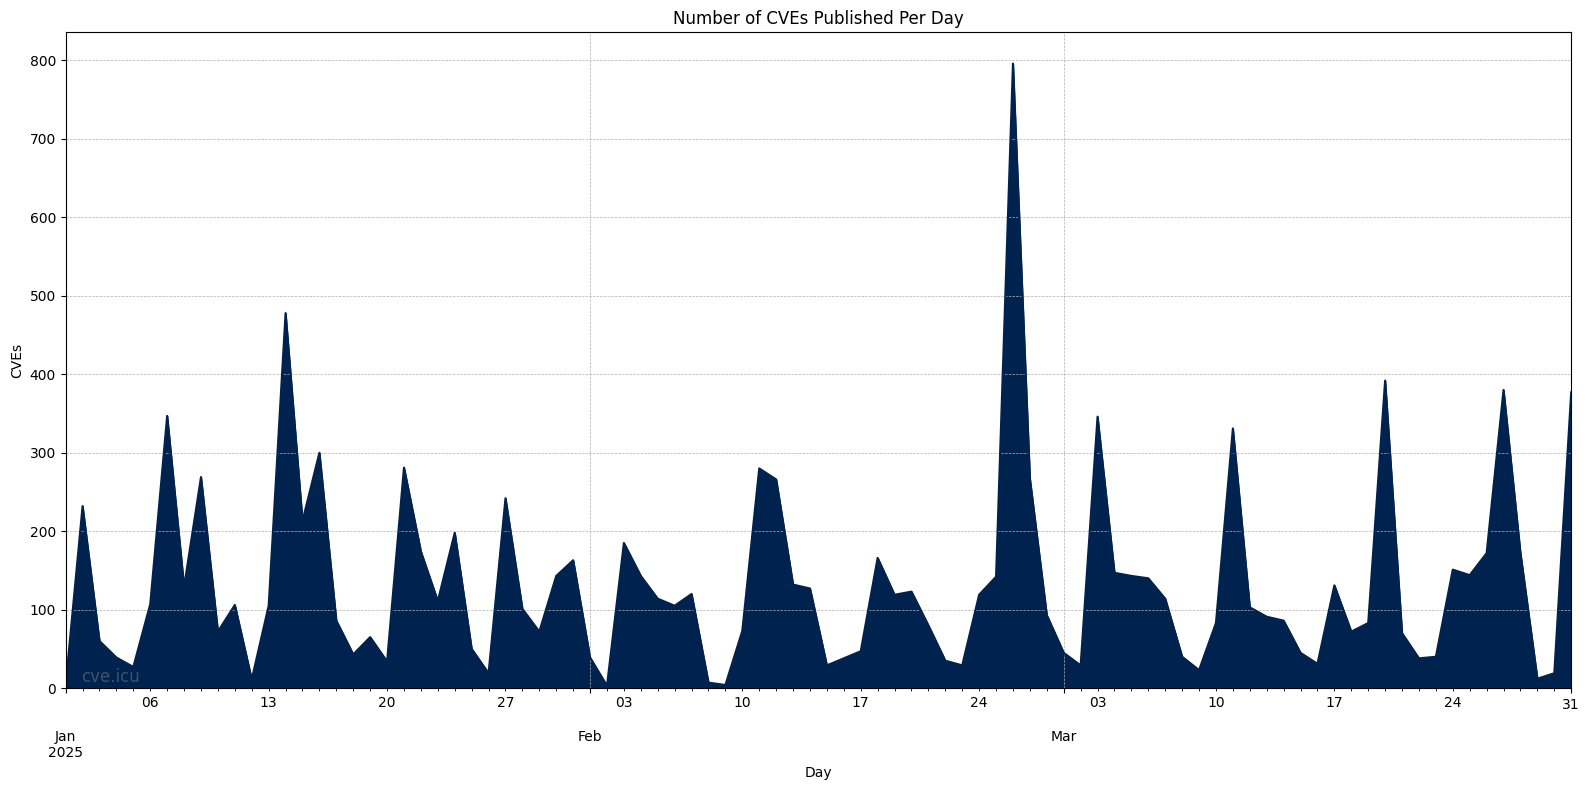 Number of CVEs Published Per Day
800
700
600
500
400
300
200
100
0
CVEs
cve.icu
06 13 20 27 03 10 17 24 03 10 17 24 31
Jan Feb Mar
2025
Day